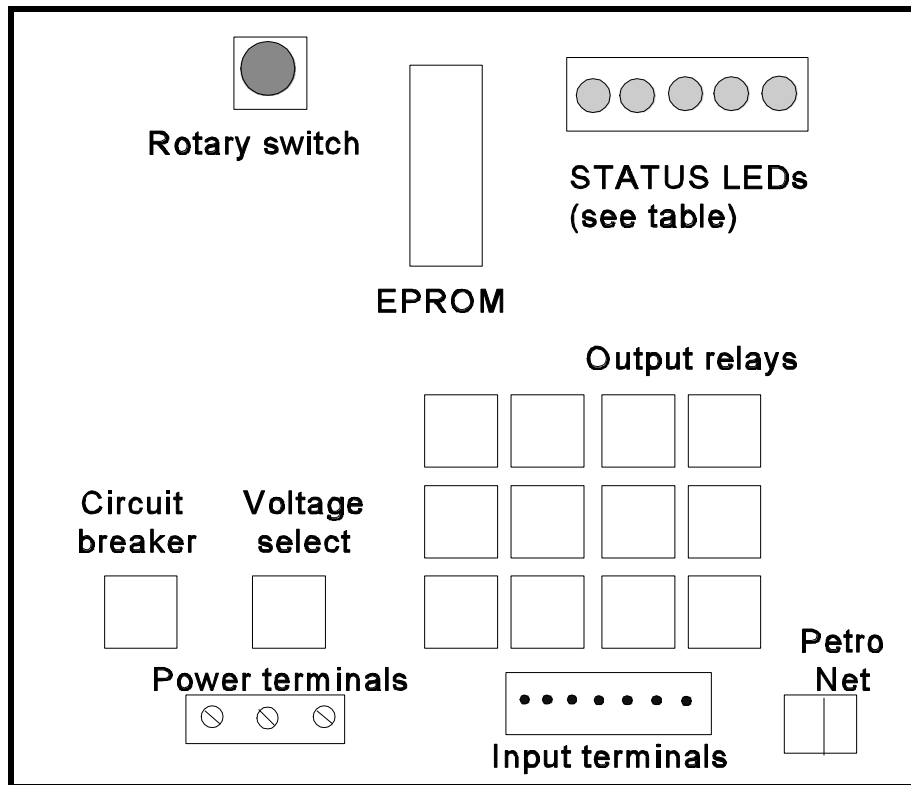 Rotary switch
STATUS LEDs
(see table)
EPROM
Output relays
Circuit
breaker
Voltage
select
Petro
Net
Power terminals
Input terminals